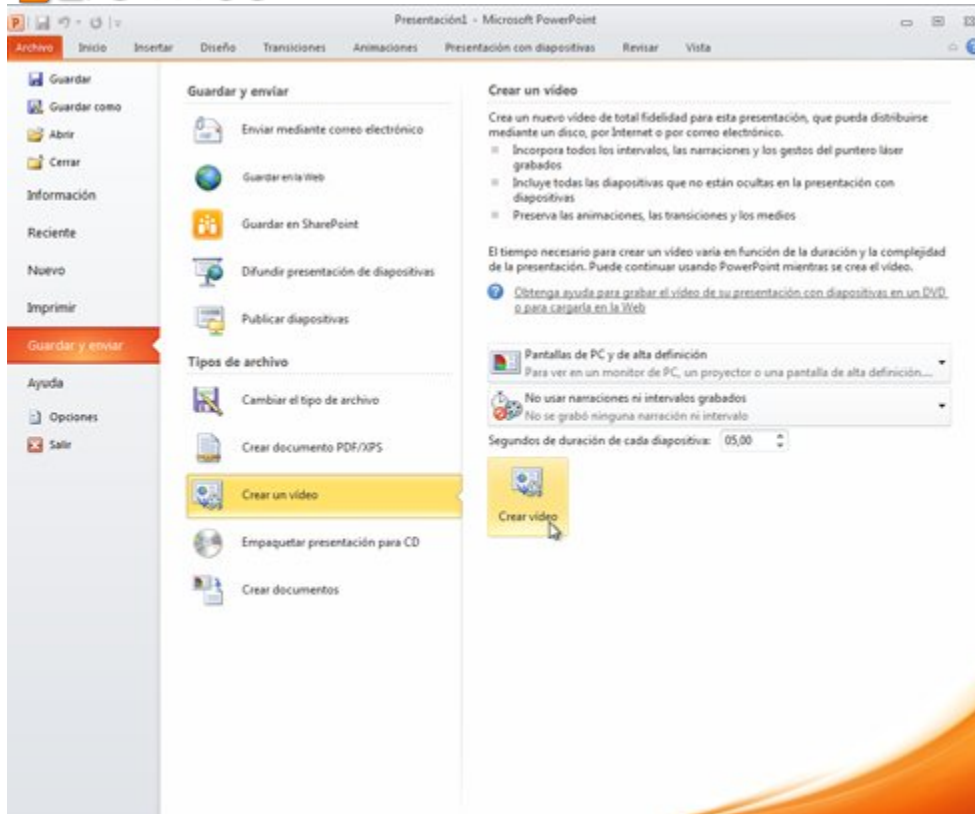 Presentación1 - Microsoft PowerPoint
Archivo Inicio Insertar Diseño Transiciones Animaciones Presentación con diapositivas Revisar Vista
Guardar
Guardar como
Abrir
Cerrar
Información
Reciente
Nuevo
Imprimir
Guardar y enviar
Ayuda
Opciones
Salir
Guardar y enviar
Enviar mediante correo electrónico
Guardar en la Web
Guardar en SharePoint
Difundir presentación de diapositivas
Publicar diapositivas
Tipos de archivo
Cambiar el tipo de archivo
Crear documento PDF/XPS
Crear un vídeo
Empaquetar presentación para CD
Crear documentos
Crear un vídeo
Crea un nuevo vídeo de total fidelidad para esta presentación, que pueda distribuirse
mediante un disco, por Internet o por correo electrónico.
Incorpora todos los intervalos, las narraciones y los gestos del puntero láser
grabados
Incluye todas las diapositivas que no están ocultas en la presentación con
diapositivas
Preserva las animaciones, las transiciones y los medios
El tiempo necesario para crear un vídeo varía en función de la duración y la complejidad
de la presentación. Puede continuar usando PowerPoint mientras se crea el vídeo.
Obtenga ayuda para grabar el vídeo de su presentación con diapositivas en un DVD
o para cargarla en la Web
Pantallas de PC y de alta definición
Para ver en un monitor de PC, un proyector o una pantalla de alta definición....
No usar narraciones ni intervalos grabados
No se grabó ninguna narración ni intervalo
Segundos de duración de cada diapositiva: 05,00
Crear vídeo